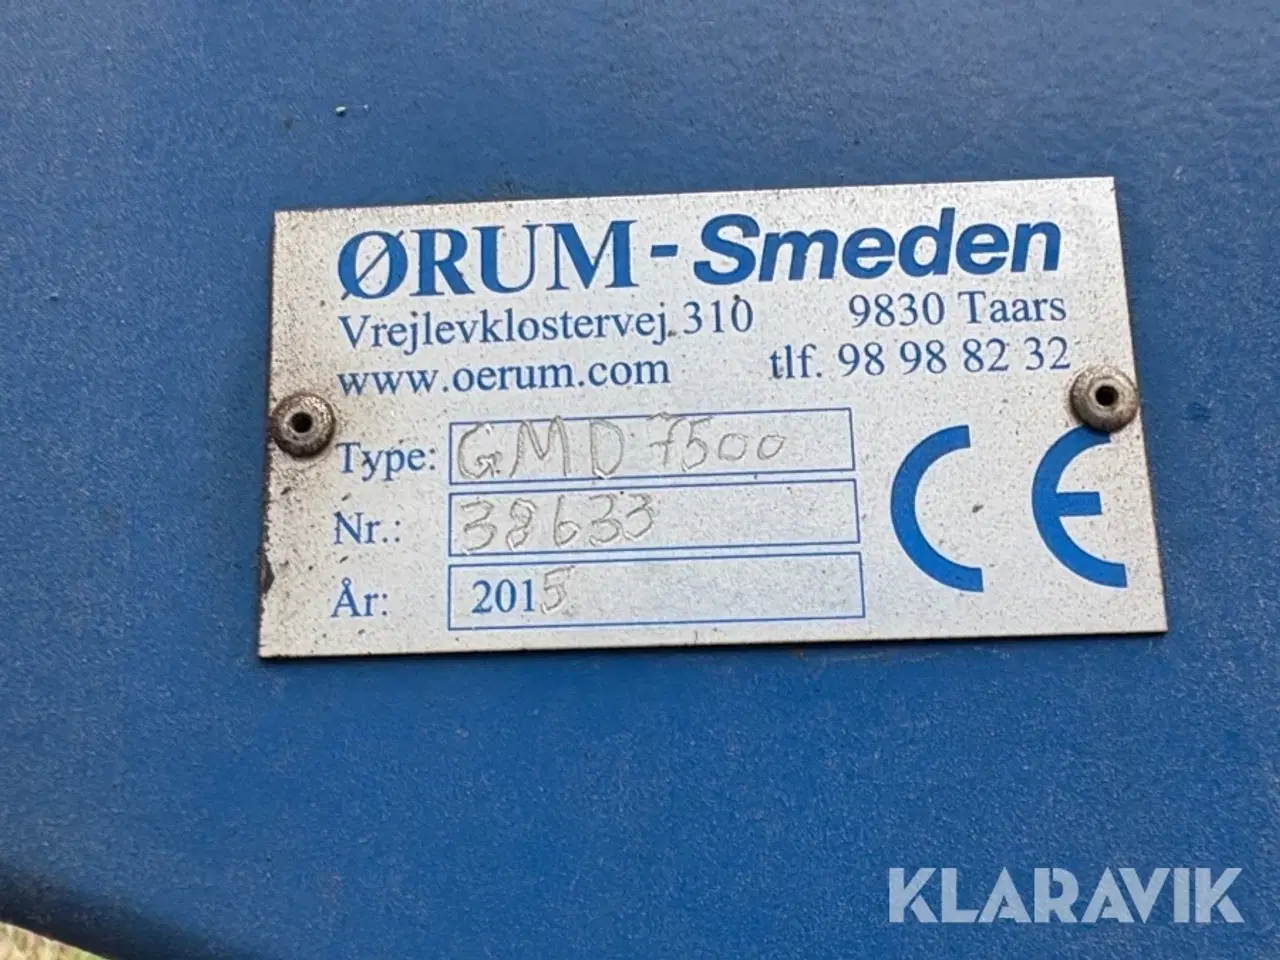 ØRUM-Smeden
Vrejlevklostervej 310 9830 Taars
www.oerum.com tlf. 98 98 82 32
Type: GMD 7500
Nr.: 38633
År: 2015
CE
KLARAVIK